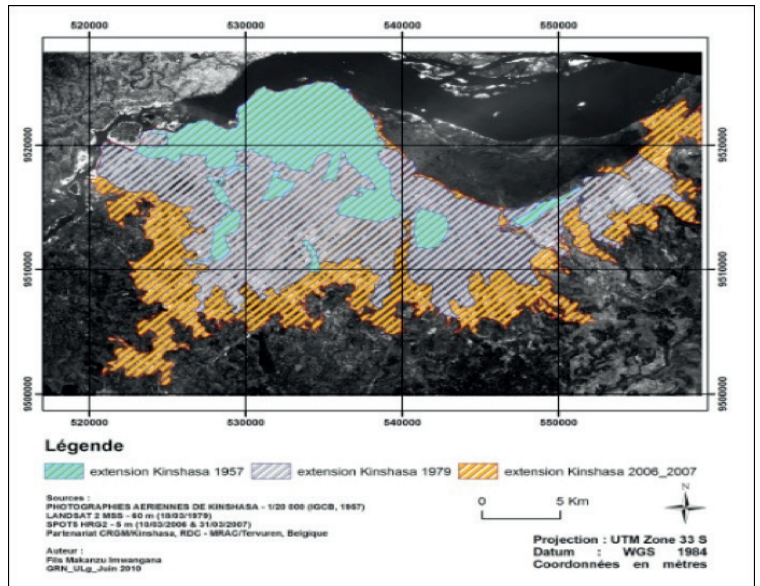 520000 530000 540000 550000
9520000 9520000
9510000 9510000
9500000 9500000
520000 530000 540000 550000
Légende
extension Kinshasa 1957 extension Kinshasa 1979 extension Kinshasa 2006_2007
Sources :
PHOTOGRAPHIES AERIENNES DE KINSHASA - 1/20 000 (IGCB, 1957)
LANDSAT 2 MSS - 60 m (18/03/1979)
SPOT5 HRG2 - 5 m (10/03/2006 & 31/03/2007)
Partenariat CRGM/Kinshasa, RDC - MRAC/Tervuren, Belgique
Auteur :
Fils Makanzu Imwangana
GRN_ULg_Juin 2010
0 5 Km
N
Projection : UTM Zone 33 S
Datum : WGS 1984
Coordonnées en mètres